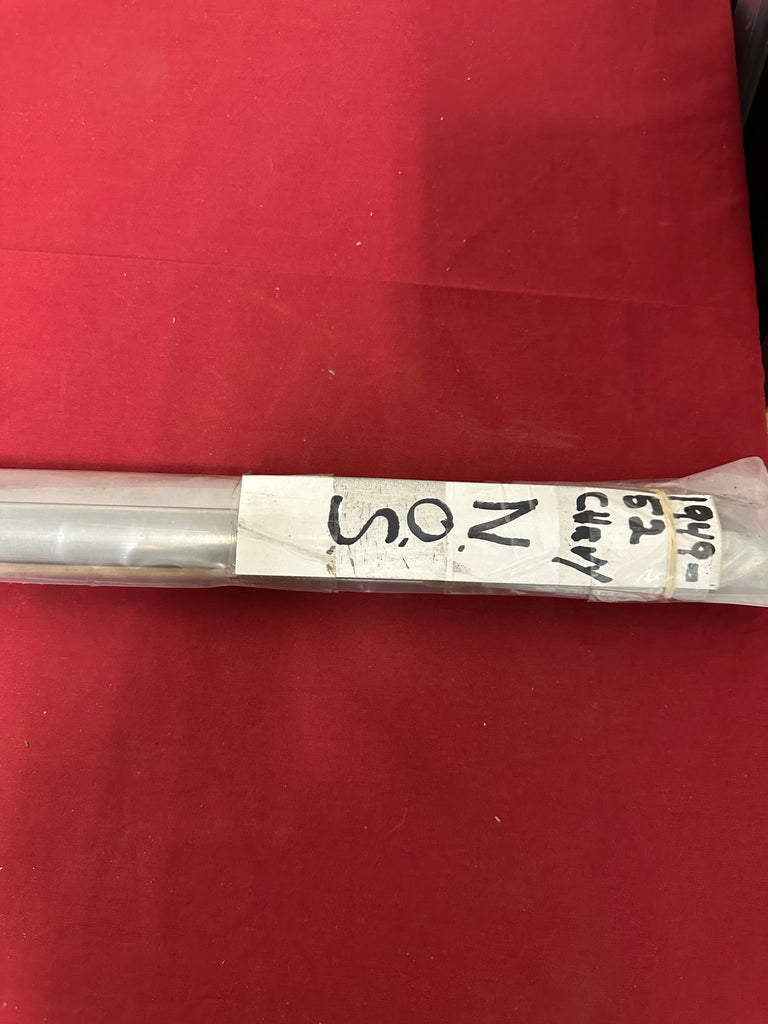 1949-
52
CHEVY
N.
O.
S.